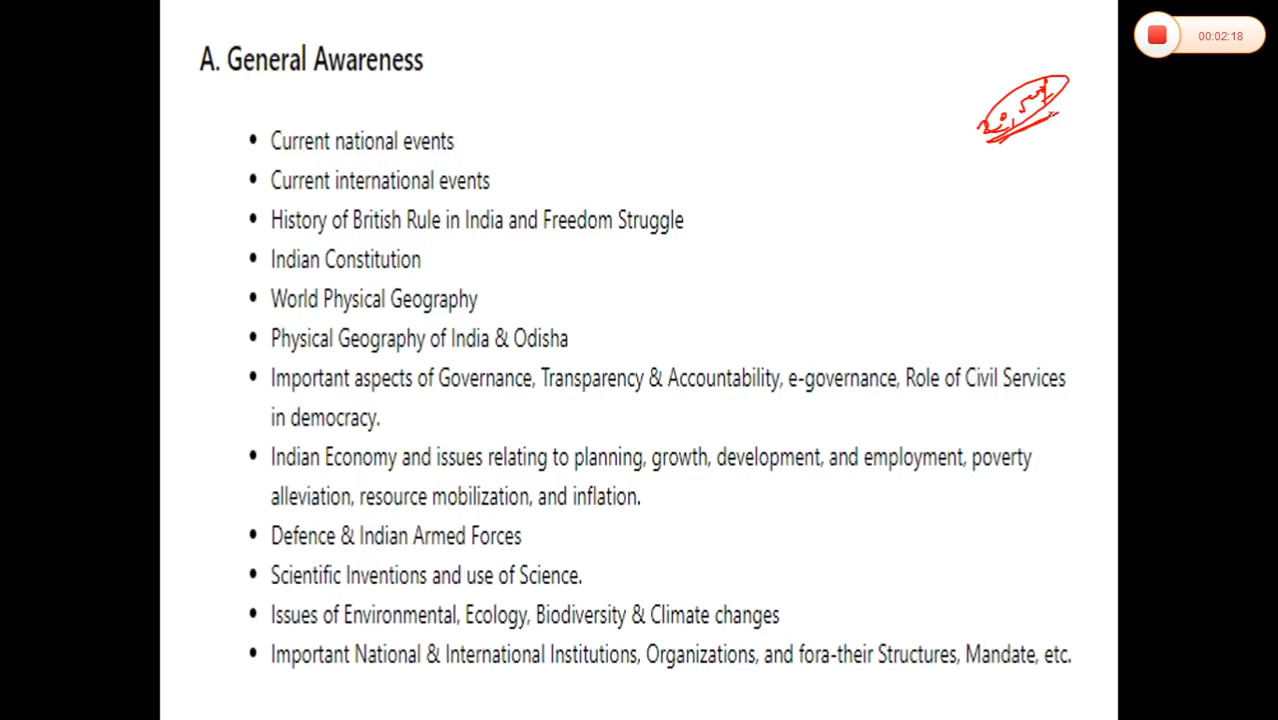 A. General Awareness
00:02:18
• Current national events
• Current international events
• History of British Rule in India and Freedom Struggle
• Indian Constitution
• World Physical Geography
• Physical Geography of India & Odisha
• Important aspects of Governance, Transparency & Accountability, e-governance, Role of Civil Services
in democracy.
• Indian Economy and issues relating to planning, growth, development, and employment, poverty
alleviation, resource mobilization, and inflation.
• Defence & Indian Armed Forces
• Scientific Inventions and use of Science.
• Issues of Environmental, Ecology, Biodiversity & Climate changes
• Important National & International Institutions, Organizations, and fora-their Structures, Mandate, etc.